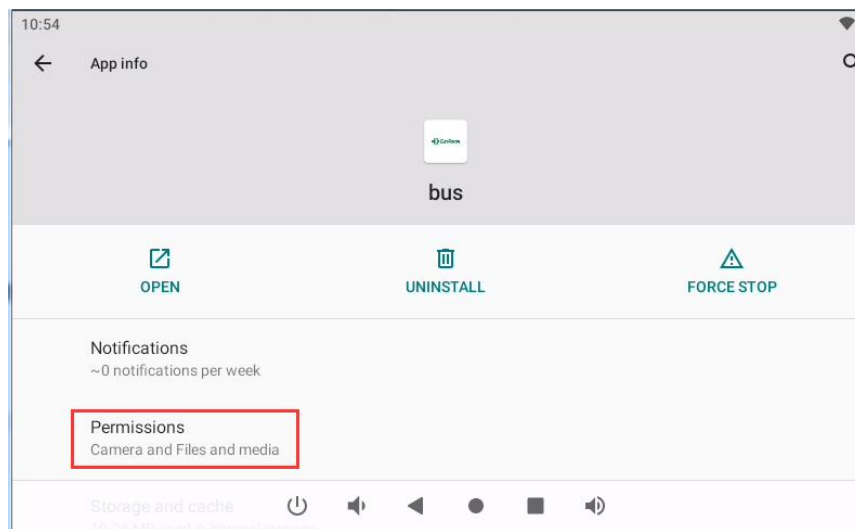 10:54
App info
bus
OPEN
UNINSTALL
FORCE STOP
Notifications
~0 notifications per week
Permissions
Camera and Files and media
Storage and cache